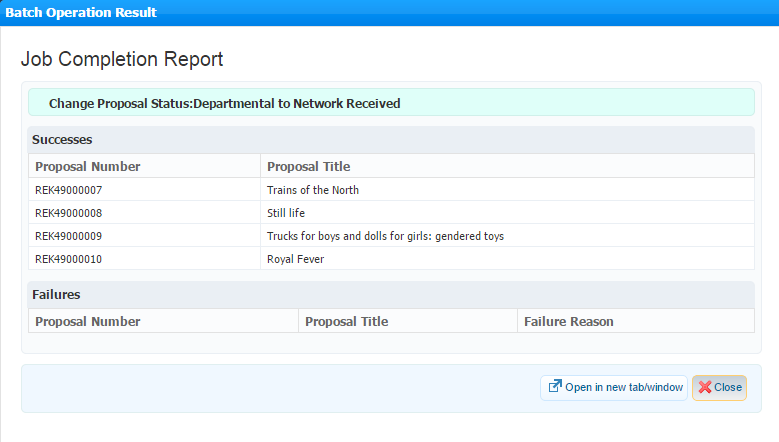 Batch Operation Result
Job Completion Report
Change Proposal Status:Departmental to Network Received
Successes
Proposal Number Proposal Title
REK49000007 Trains of the North
REK49000008 Still life
REK49000009 Trucks for boys and dolls for girls: gendered toys
REK49000010 Royal Fever
Failures
Proposal Number Proposal Title Failure Reason
Open in new tab/window Close